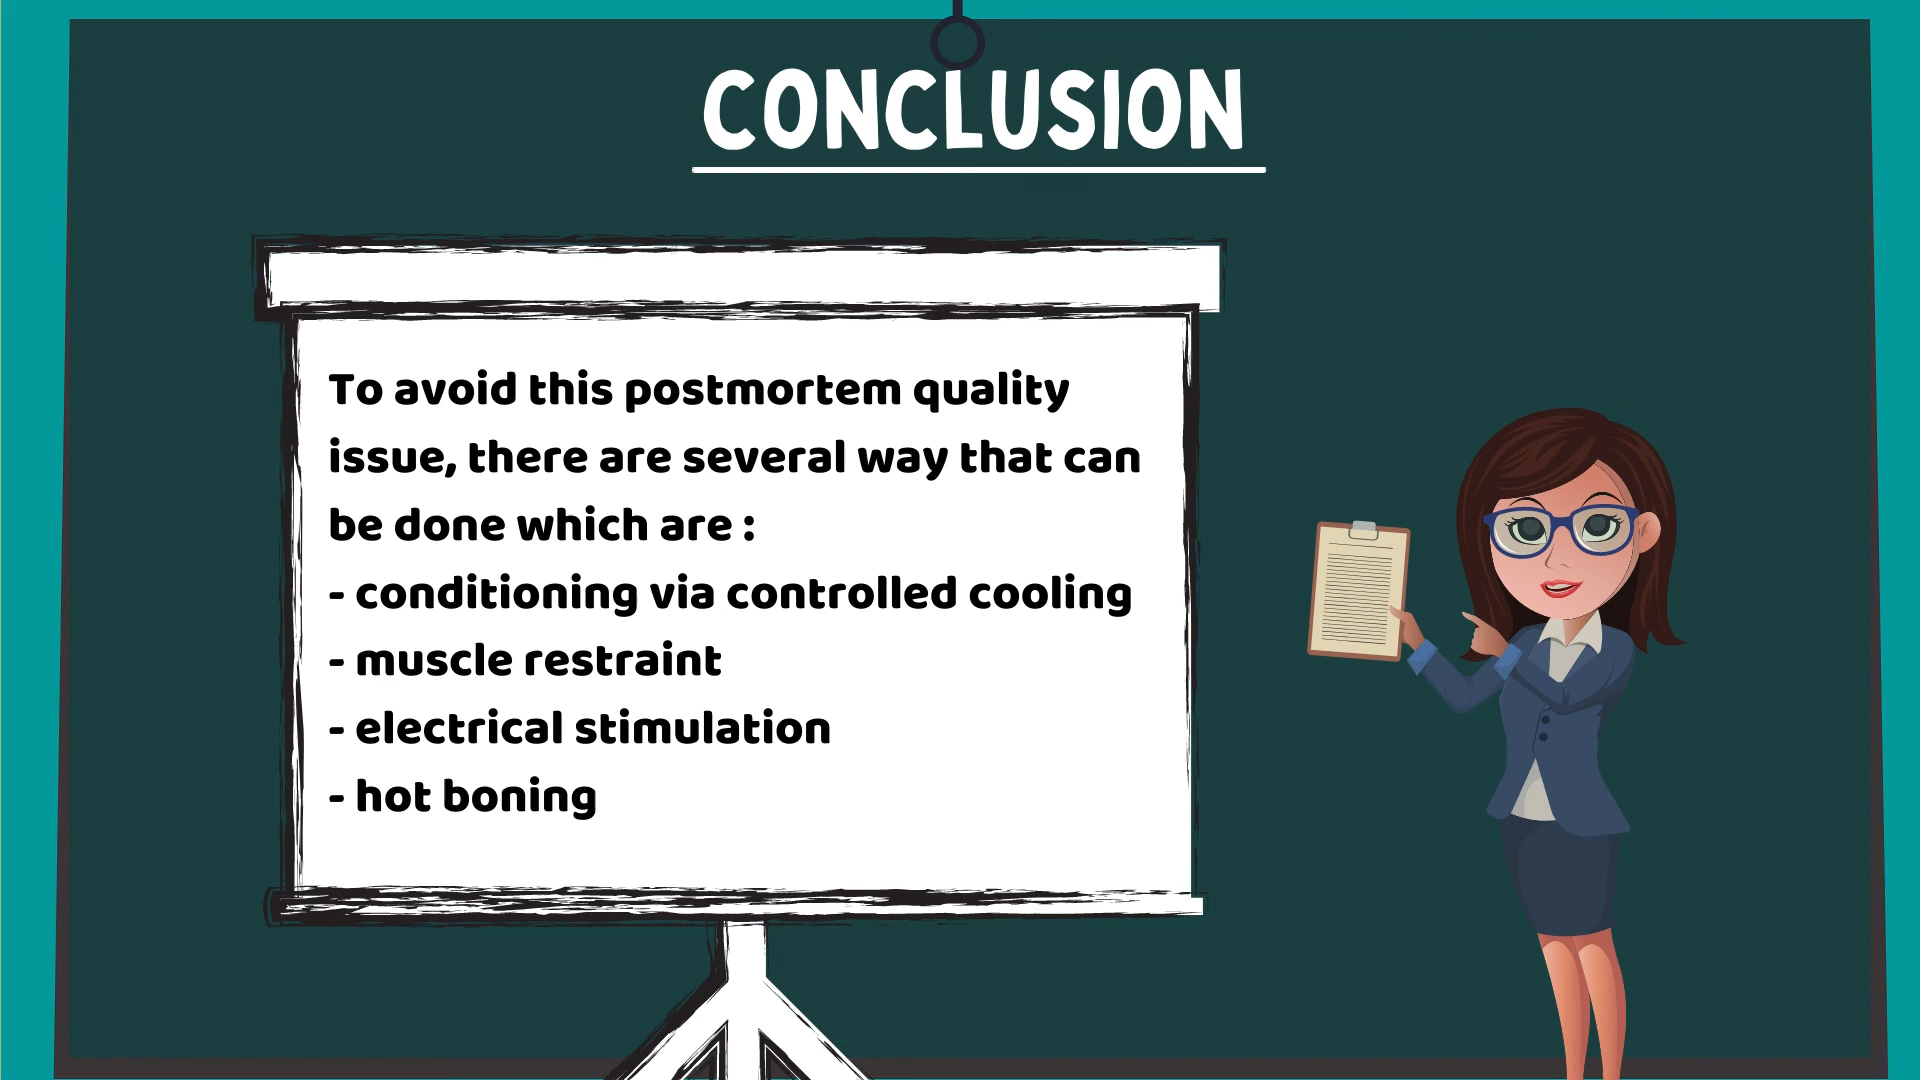 CONCLUSION
To avoid this postmortem quality
issue, there are several way that can
be done which are :
- conditioning via controlled cooling
- muscle restraint
- electrical stimulation
- hot boning